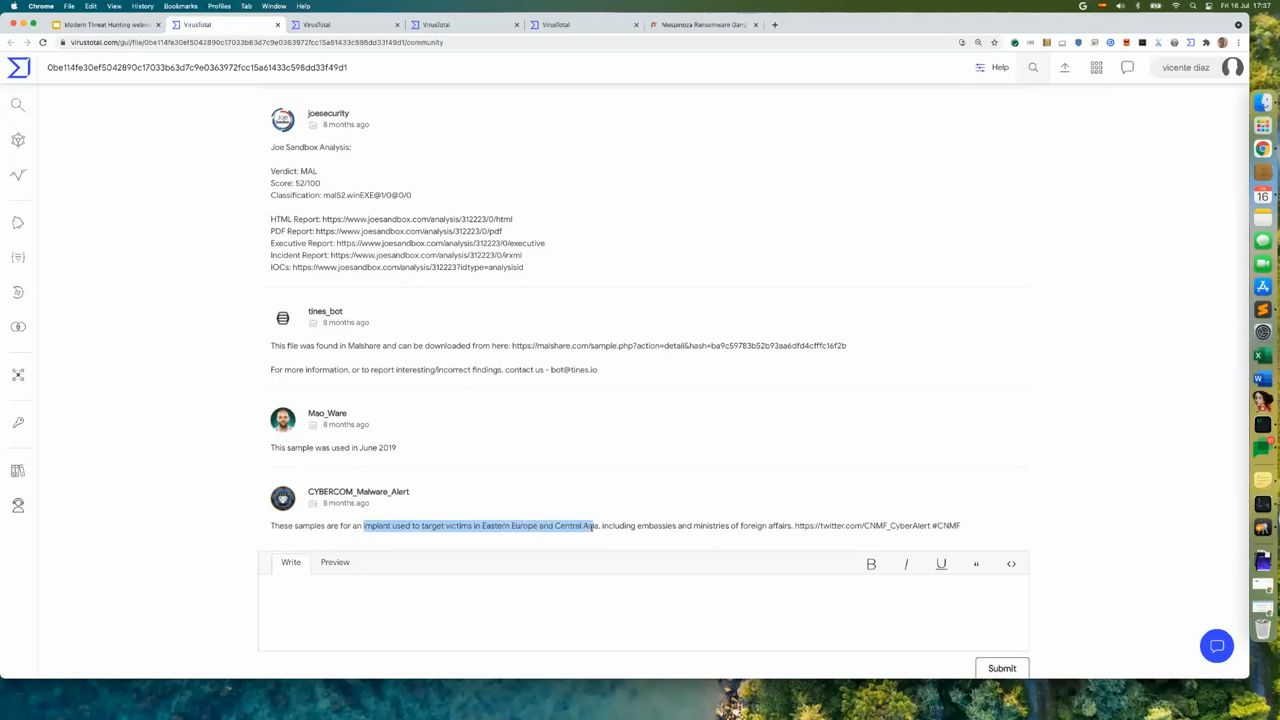 Chrome File Edit View History Bookmarks Profiles Tab Window Help
Fri 16 Jul 17:37
Modern Threat Hunting webin
VirusTotal
VirusTotal
VirusTotal
VirusTotal
Mespinoza Ransomware Gang
virustotal.com/gui/file/0be114fe30ef5042890c17033b63d7c9e0363972fcc15a61433c598dd33f49d1/community
0be114fe30ef5042890c17033b63d7c9e0363972fcc15a61433c598dd33f49d1
Help
vicente diaz
joesecurity
8 months ago
Joe Sandbox Analysis:
Verdict: MAL
Score: 52/100
Classification: mal52.winEXE@1/0@0/0
HTML Report: https://www.joesandbox.com/analysis/312223/0/html
PDF Report: https://www.joesandbox.com/analysis/312223/0/pdf
Executive Report: https://www.joesandbox.com/analysis/312223/0/executive
Incident Report: https://www.joesandbox.com/analysis/312223/0/irxml
IOCs: https://www.joesandbox.com/analysis/312223?idtype=analysisid
tines_bot
8 months ago
This file was found in Malshare and can be downloaded from here: https://malshare.com/sample.php?action=detail&hash=ba9c59783b52b93aa6dfd4cfffc16f2b
For more information, or to report interesting/incorrect findings, contact us - bot@tines.io
Mao_Ware
8 months ago
This sample was used in June 2019
CYBERCOM_Malware_Alert
8 months ago
These samples are for an implant used to target victims in Eastern Europe and Central Asia, including embassies and ministries of foreign affairs. https://twitter.com/CNMF_CyberAlert #CNMF
Write
Preview
B I U “ <>
Submit